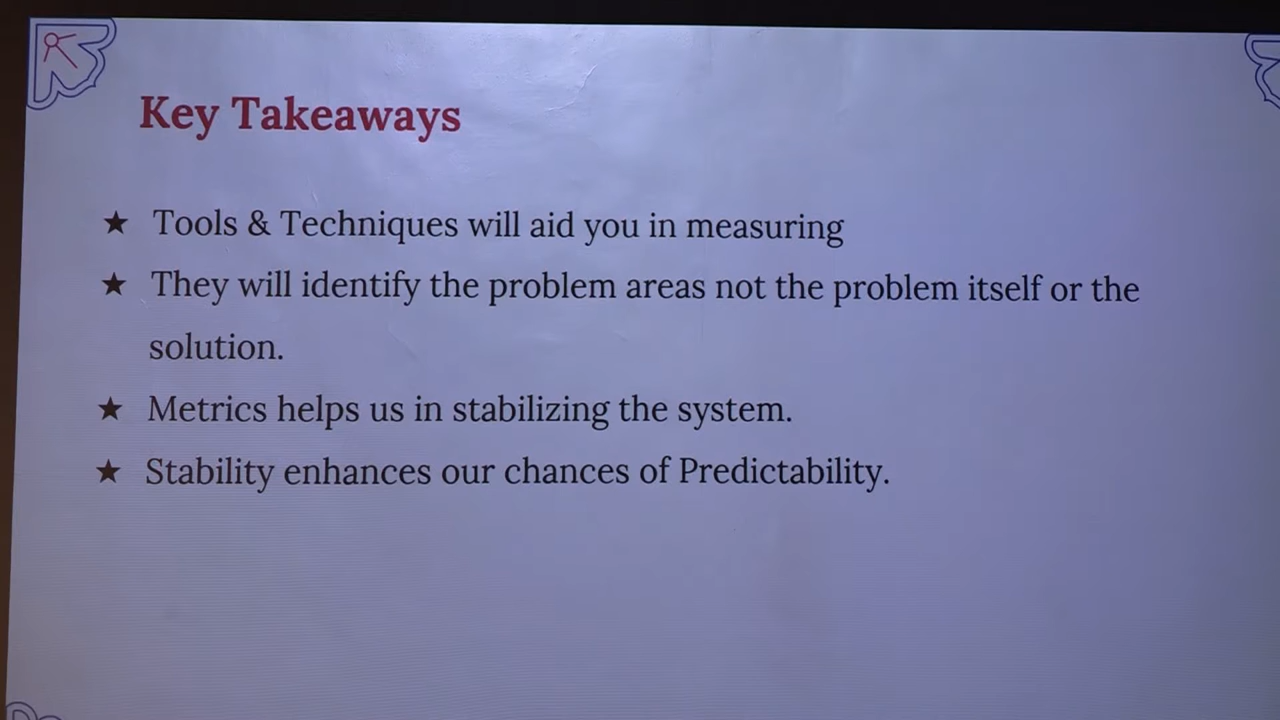 Key Takeaways
★ Tools & Techniques will aid you in measuring
★ They will identify the problem areas not the problem itself or the
solution.
★ Metrics helps us in stabilizing the system.
★ Stability enhances our chances of Predictability.